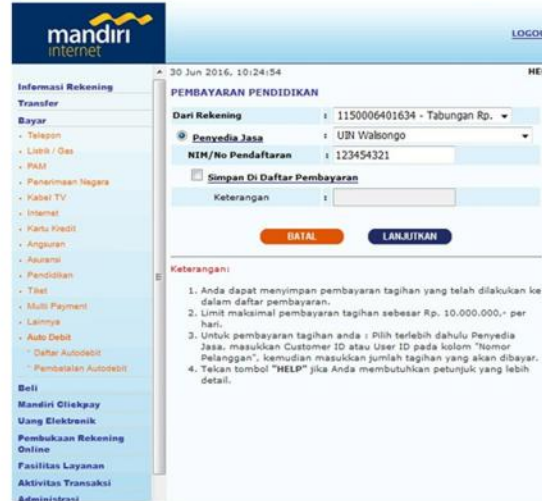 mandiri
internet
LOGOU
Informasi Rekening
Transfer
Bayar
Telepon
Listrik / Gas
PAM
Penerimaan Negara
Kabel TV
Internet
Kartu Kredit
Angsuran
Asuransi
Pendidikan
Tiket
Multi Payment
Lainnya
Auto Debit
Daftar Autodebit
Pembatalan Autodebit
Beli
Mandiri Clickpay
Uang Elektronik
Pembukaan Rekening
Online
Fasilitas Layanan
Aktivitas Transaksi
Administrasi
30 Jun 2016, 10:24:54
HE
PEMBAYARAN PENDIDIKAN
Dari Rekening : 1150006401634 - Tabungan Rp.
Penyedia Jasa : UIN Walisongo
NIM/No Pendaftaran : 123454321
Simpan Di Daftar Pembayaran
Keterangan :
BATAL LANJUTKAN
Keterangan:
1. Anda dapat menyimpan pembayaran tagihan yang telah dilakukan ke
dalam daftar pembayaran.
2. Limit maksimal pembayaran tagihan sebesar Rp. 10.000.000,- per
hari.
3. Untuk pembayaran tagihan anda : Pilih terlebih dahulu Penyedia
Jasa, masukkan Customer ID atau User ID pada kolom "Nomor
Pelanggan", kemudian masukkan jumlah tagihan yang akan dibayar.
4. Tekan tombol "HELP" jika Anda membutuhkan petunjuk yang lebih
detail.